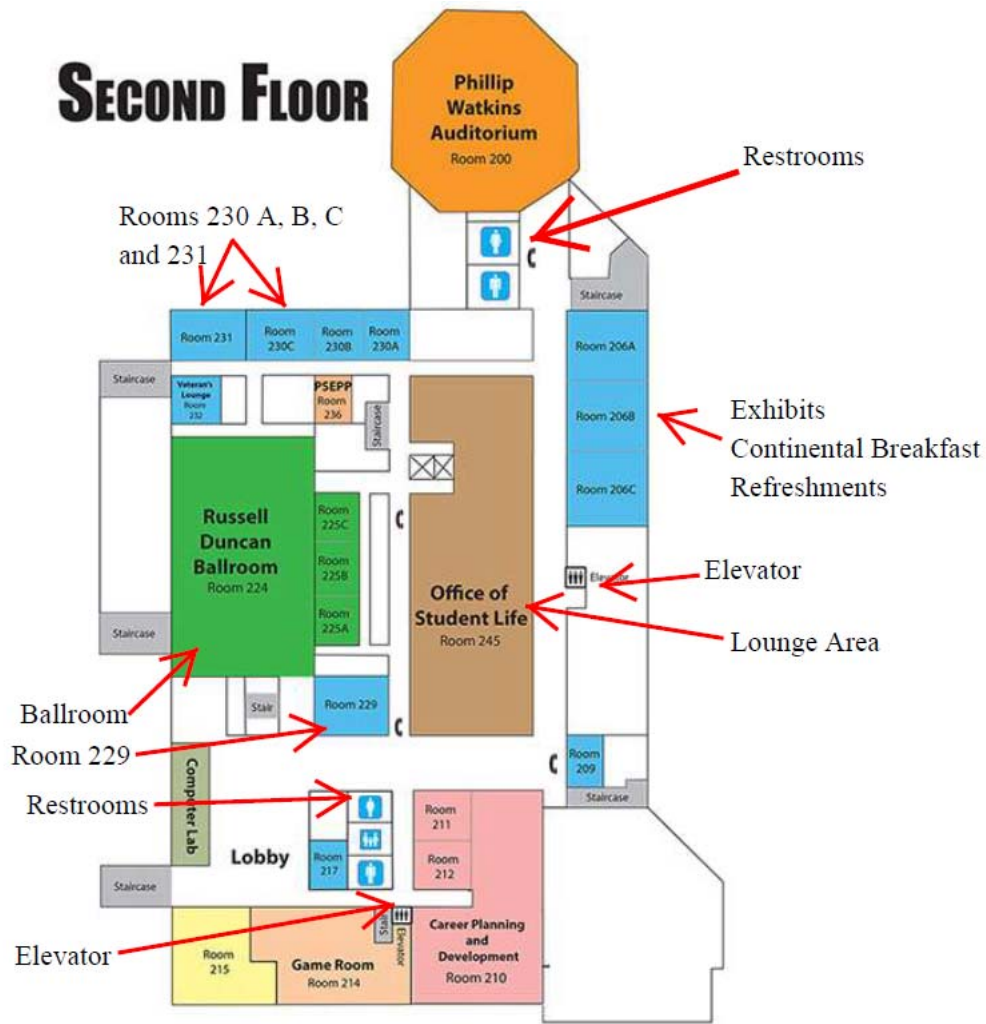 SECOND FLOOR
Phillip
Watkins
Auditorium
Room 200
Restrooms
Rooms 230 A, B, C
and 231
Staircase
Room 231
Room
230C
Room
230B
Room
230A
Room 206A
Staircase
Veteran's
Lounge
Room
232
PSEPP
Room
236
Staircase
Room 206B
Exhibits
Continental Breakfast
Refreshments
Room 206C
Russell
Duncan
Ballroom
Room 224
Room
225C
Room
225B
Room
225A
Office of
Student Life
Room 245
Elevator
Elevator
Lounge Area
Staircase
Ballroom
Stair
Room 229
Room 229
Room
209
Staircase
Computer Lab
Restrooms
Room
211
Room
212
Lobby
Room
217
Staircase
Elevator
Stair
Elevator
Room
215
Game Room
Room 214
Career Planning
and
Development
Room 210